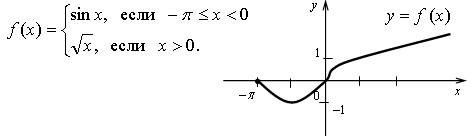 f(x) = { sin x, если − π ≤ x < 0
√x, если x > 0.
y
y = f(x)
1
− π
0
x
−1